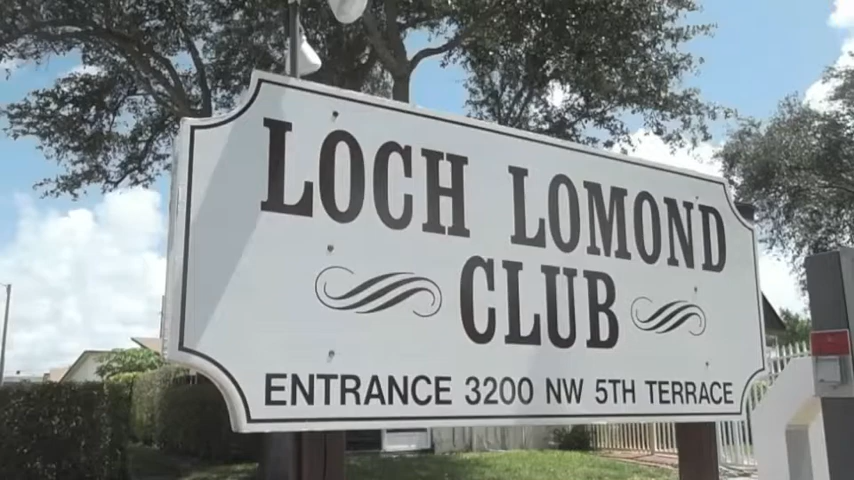 LOCH LOMOND
CLUB
ENTRANCE 3200 NW 5TH TERRACE